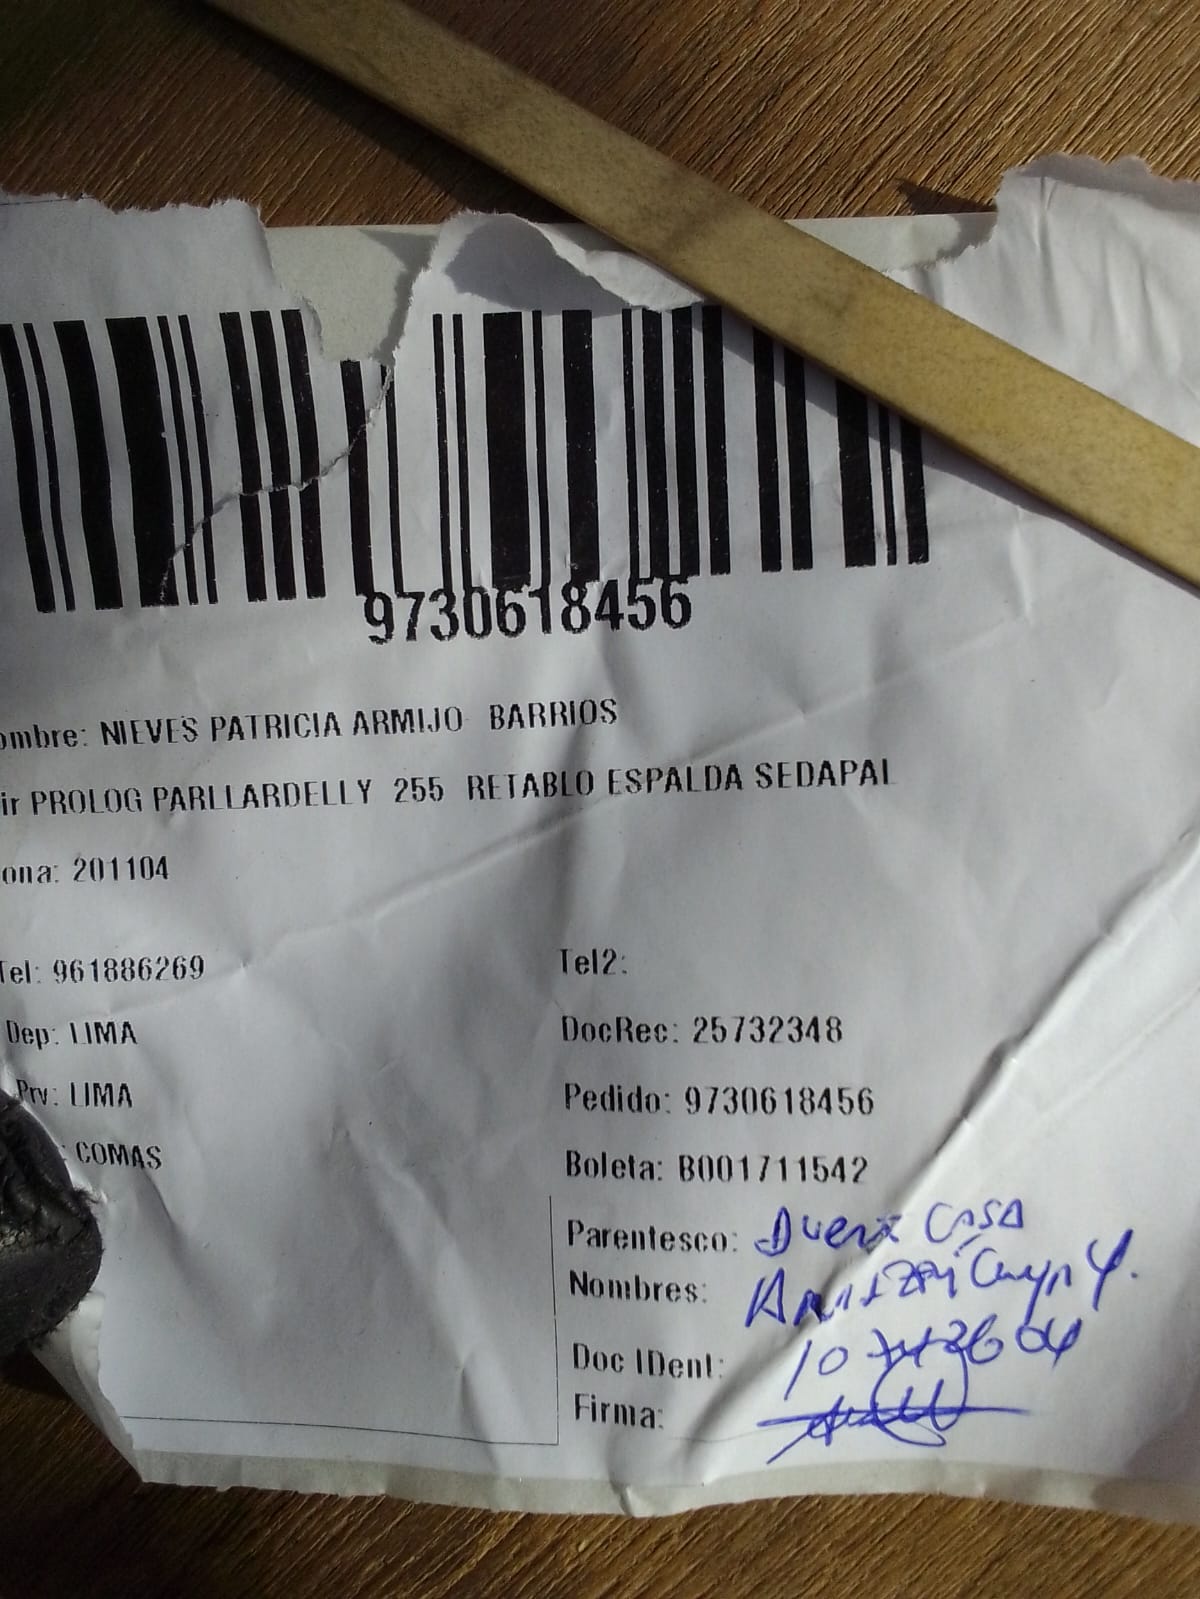 9730618456
ombre: NIEVES PATRICIA ARMIJO BARRIOS
ir PROLOG PARLLARDELLY 255 RETABLO ESPALDA SEDAPAL
ona: 201104
Tel: 961886269
Tel2:
Dep: LIMA
DocRec: 25732348
Prv: LIMA
Pedido: 9730618456
: COMAS
Boleta: B001711542
Parentesco: Dueña Casa
Nombres:
Doc IDent:
Firma: